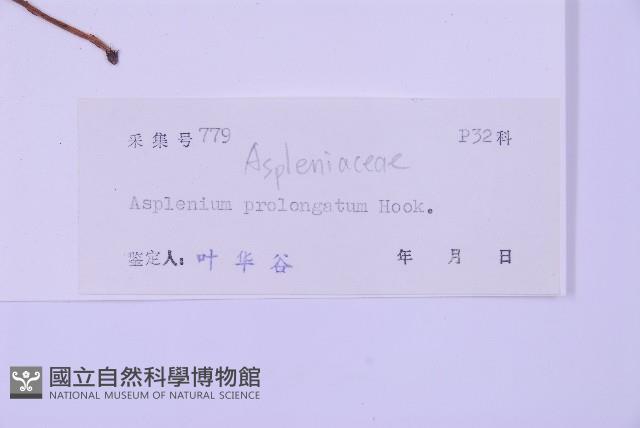 采集号 779 P32科
Aspleniaceae
Asplenium prolongatum Hook.
鉴定人: 叶华谷 年 月 日
國立自然科學博物館
NATIONAL MUSEUM OF NATURAL SCIENCE